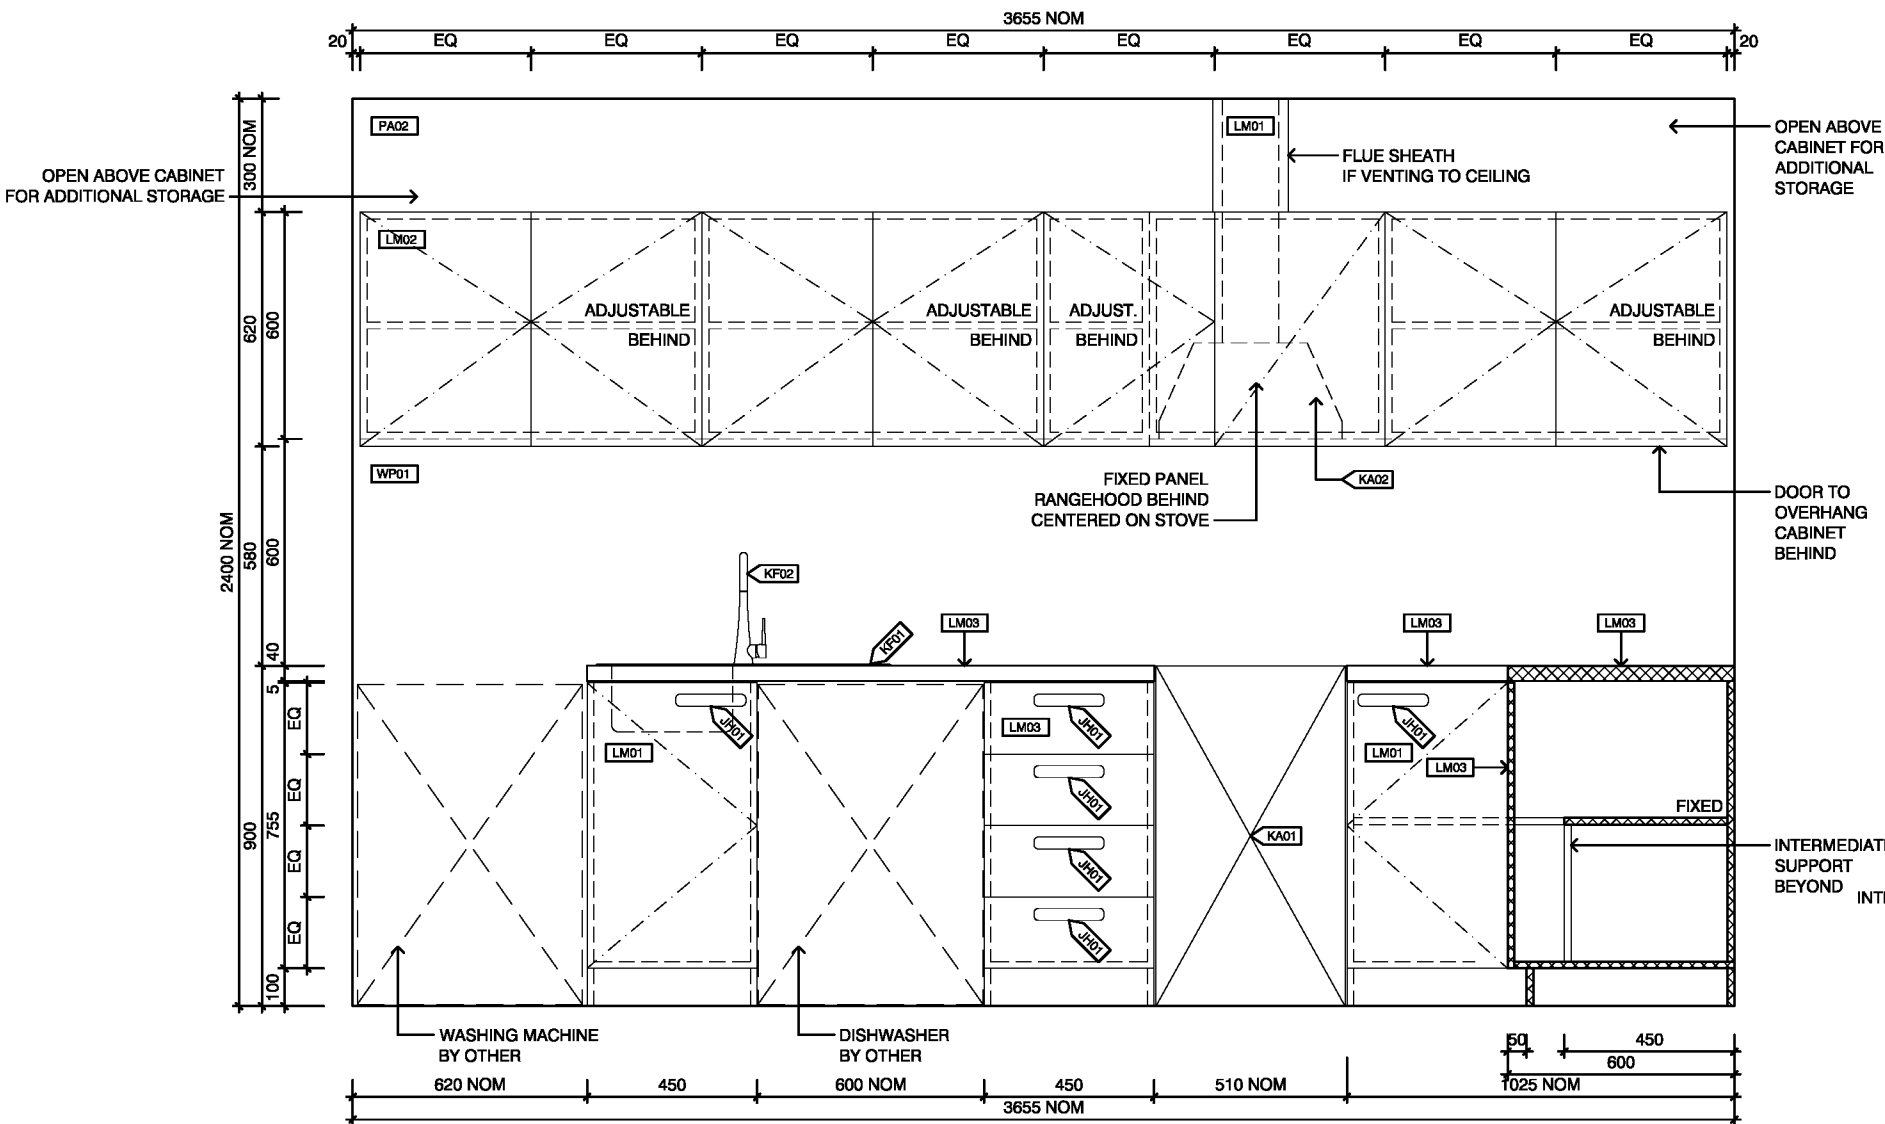 3655 NOM
20
EQ
EQ
EQ
EQ
EQ
EQ
EQ
EQ
20
PA02
LM01
OPEN ABOVE
CABINET FOR
ADDITIONAL
STORAGE
FLUE SHEATH
IF VENTING TO CEILING
OPEN ABOVE CABINET
FOR ADDITIONAL STORAGE
300 NOM
LM02
ADJUSTABLE
BEHIND
ADJUSTABLE
BEHIND
ADJUST.
BEHIND
ADJUSTABLE
BEHIND
620
600
WP01
FIXED PANEL
RANGEHOOD BEHIND
CENTERED ON STOVE
KA02
DOOR TO
OVERHANG
CABINET
BEHIND
2400 NOM
580
600
KF02
KF01
LM03
LM03
LM03
40
5
EQ
EQ
EQ
EQ
755
900
100
JH01
LM01
LM03
JH01
JH01
JH01
JH01
KA01
JH01
LM01
LM03
FIXED
INTERMEDIATE
SUPPORT
BEYOND
INT
WASHING MACHINE
BY OTHER
DISHWASHER
BY OTHER
50
450
600
620 NOM
450
600 NOM
450
510 NOM
1025 NOM
3655 NOM